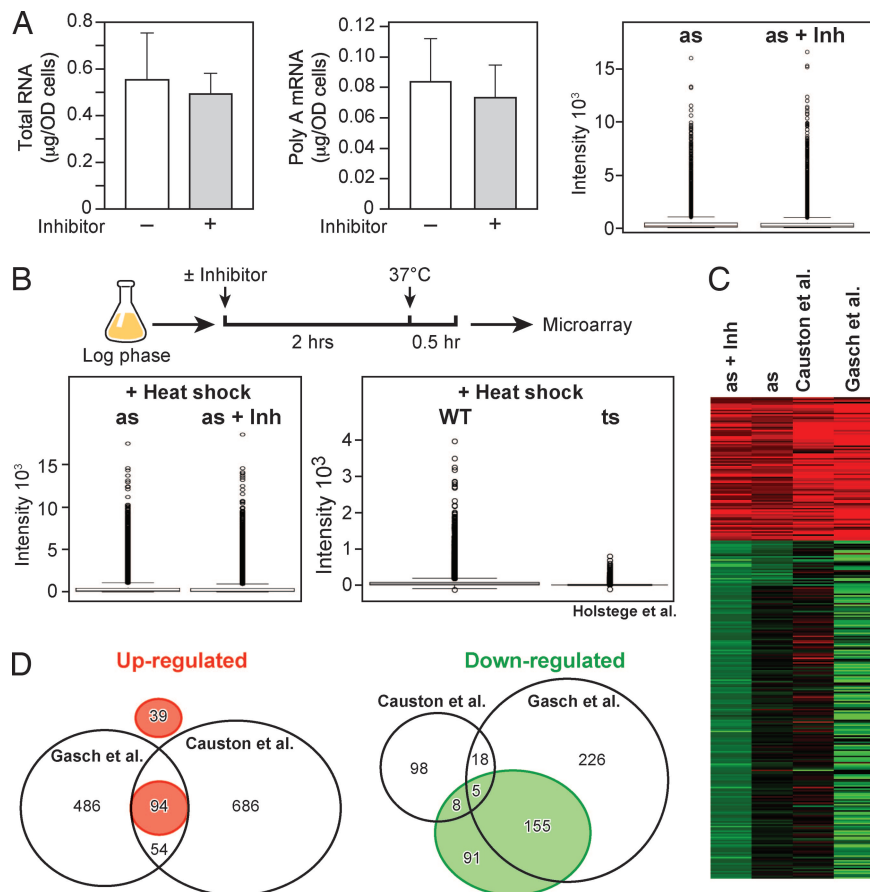 A
Total RNA
(µg/OD cells)
0.8
0.6
0.4
0.2
0
Inhibitor – +
Poly A mRNA
(µg/OD cells)
0.12
0.10
0.08
0.06
0.04
0.02
0.00
Inhibitor – +
as as + Inh
Intensity 10³
15
10
5
0
B
± Inhibitor 37°C
Log phase
2 hrs 0.5 hr
Microarray
+ Heat shock
as as + Inh
Intensity 10³
15
10
5
0
+ Heat shock
WT ts
Intensity 10³
4
3
2
1
0
Holstege et al.
C
as + Inh
as
Causton et al.
Gasch et al.
D
Up-regulated
39
Gasch et al.
Causton et al.
486 94 686
54
Down-regulated
Causton et al.
Gasch et al.
98 18 226
5
8 155
91